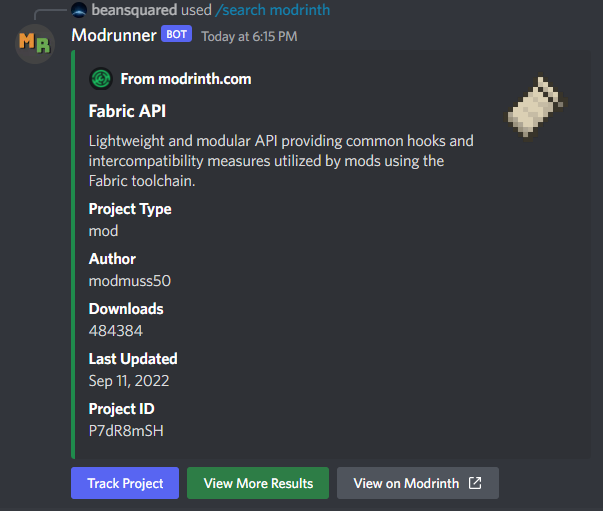 beansquared used /search modrinth
MR
Modrunner BOT Today at 6:15 PM
From modrinth.com
Fabric API
Lightweight and modular API providing common hooks and
intercompatibility measures utilized by mods using the
Fabric toolchain.
Project Type
mod
Author
modmuss50
Downloads
484384
Last Updated
Sep 11, 2022
Project ID
P7dR8mSH
Track Project View More Results View on Modrinth